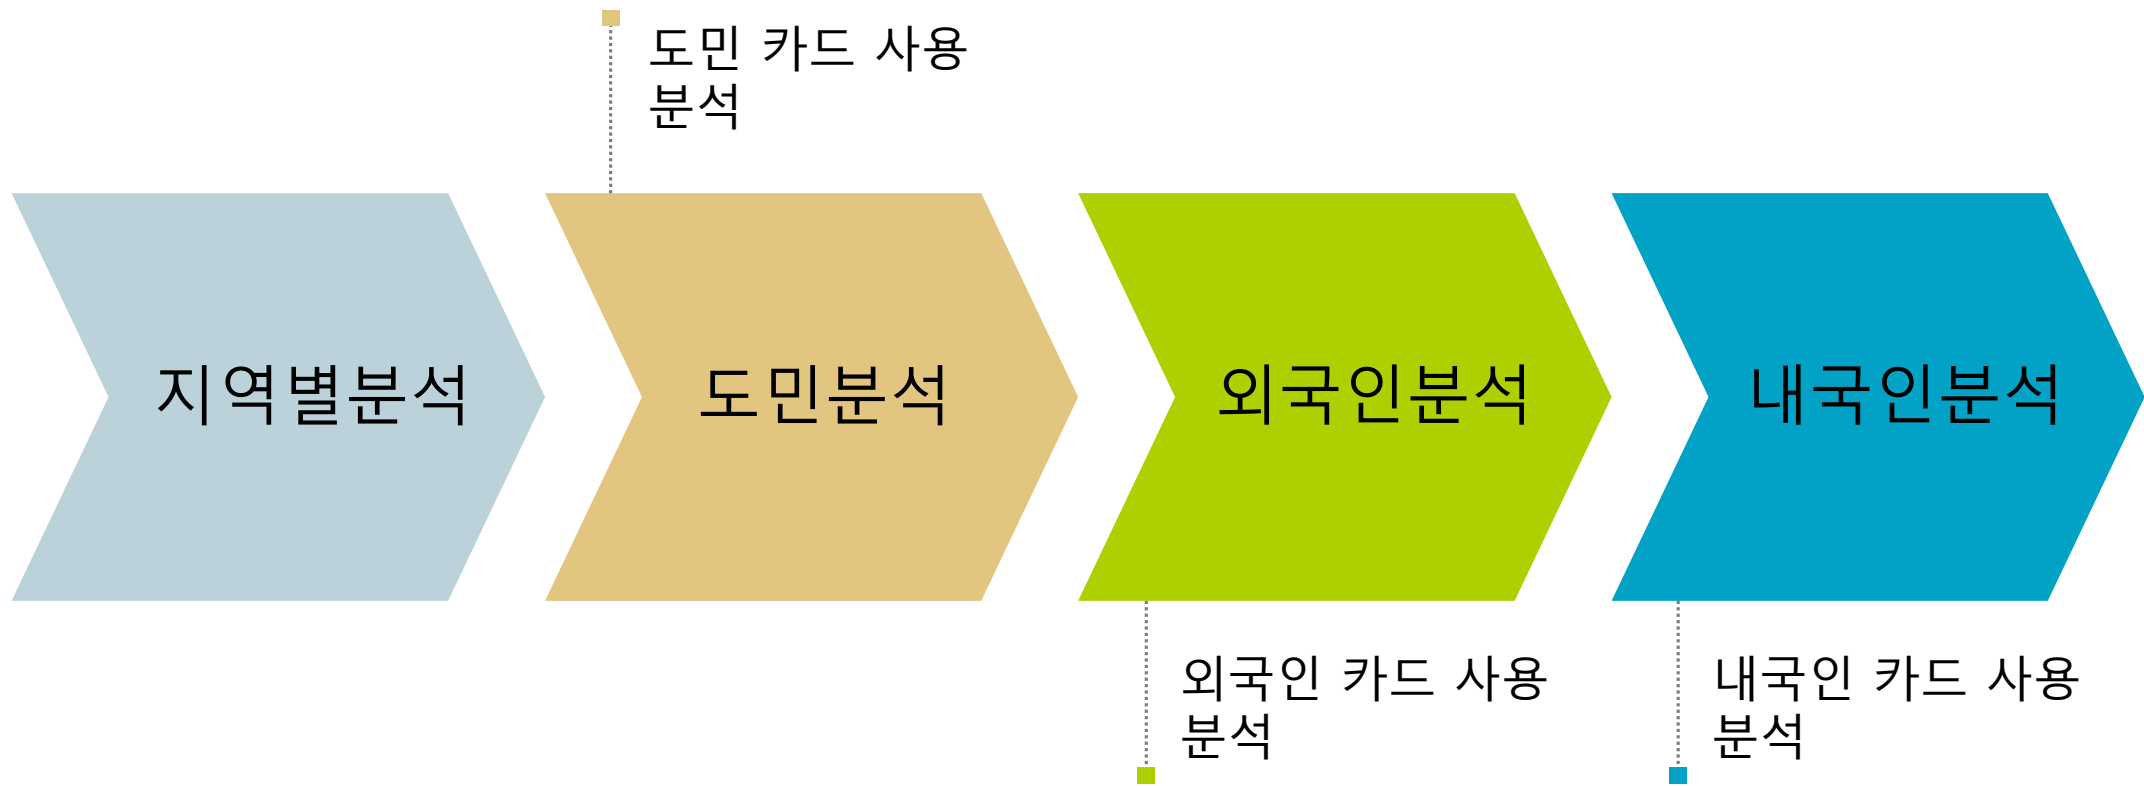 도민 카드 사용
분석
지역별분석
도민분석
외국인분석
내국인분석
외국인 카드 사용
분석
내국인 카드 사용
분석